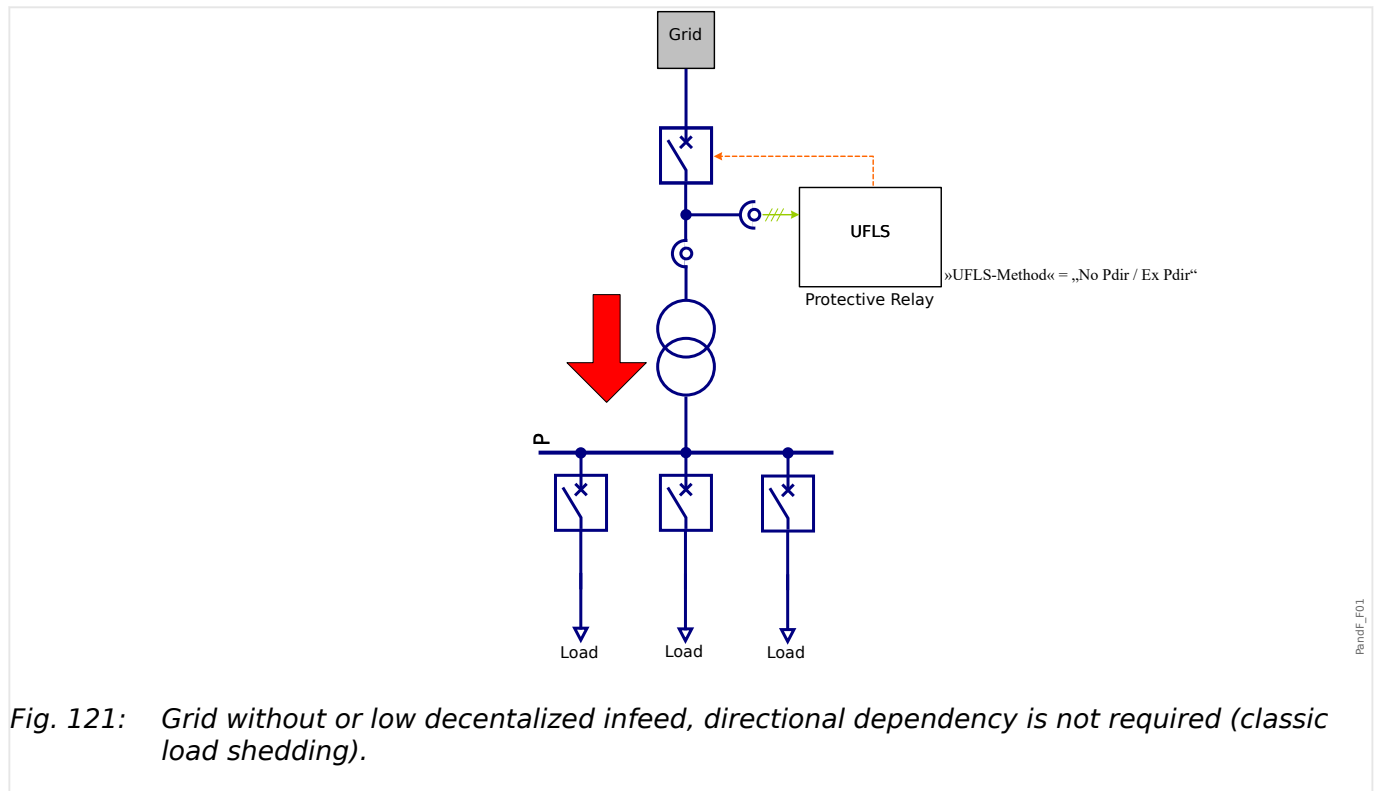 Grid
UFLS
»UFLS-Method« = „No Pdir / Ex Pdir“
Protective Relay
P
Load
Load
Load
PandF_F01
Fig. 121: Grid without or low decentalized infeed, directional dependency is not required (classic
load shedding).